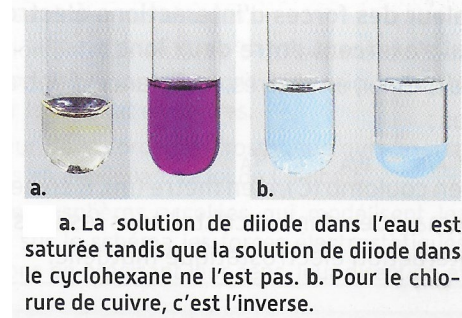 a. b.
a. La solution de diiode dans l'eau est
saturée tandis que la solution de diiode dans
le cyclohexane ne l'est pas. b. Pour le chlo-
rure de cuivre, c'est l'inverse.